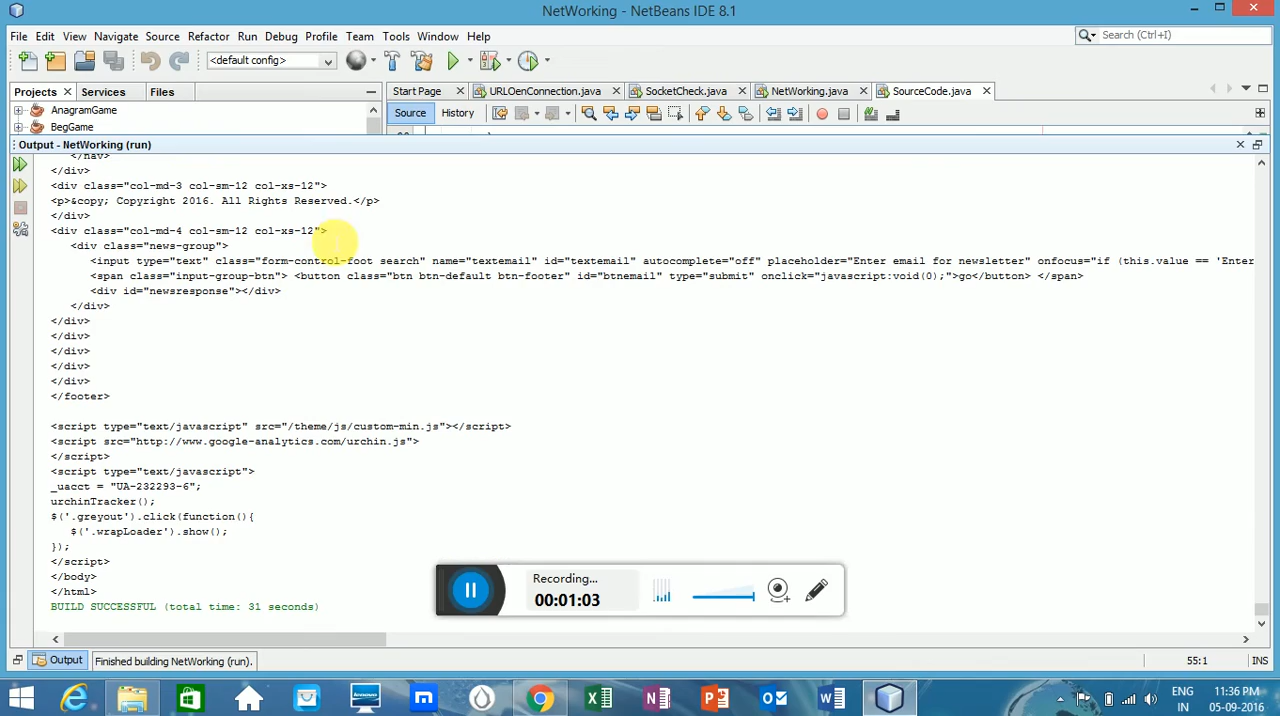 NetWorking - NetBeans IDE 8.1
File Edit View Navigate Source Refactor Run Debug Profile Team Tools Window Help
Search (Ctrl+I)
<default config>
Projects Services Files
Start Page URLOenConnection.java SocketCheck.java NetWorking.java SourceCode.java
AnagramGame
Source History
BegGame
Output - NetWorking (run)
</nav>
</div>
<div class="col-md-3 col-sm-12 col-xs-12">
<p>&copy; Copyright 2016. All Rights Reserved.</p>
</div>
<div class="col-md-4 col-sm-12 col-xs-12">
<div class="news-group">
<input type="text" class="form-control-foot search" name="textemail" id="textemail" autocomplete="off" placeholder="Enter email for newsletter" onfocus="if (this.value == 'Enter
<span class="input-group-btn"> <button class="btn btn-default btn-footer" id="btnemail" type="submit" onclick="javascript:void(0);">go</button> </span>
<div id="newsresponse"></div>
</div>
</div>
</div>
</div>
</div>
</div>
</footer>
<script type="text/javascript" src="/theme/js/custom-min.js"></script>
<script src="http://www.google-analytics.com/urchin.js">
</script>
<script type="text/javascript">
_uacct = "UA-232293-6";
urchinTracker();
$('.greyout').click(function(){
$('.wrapLoader').show();
});
</script>
</body>
</html>
BUILD SUCCESSFUL (total time: 31 seconds)
Recording...
00:01:03
Output Finished building NetWorking (run). 55:1 INS
ENG 11:36 PM
IN 05-09-2016